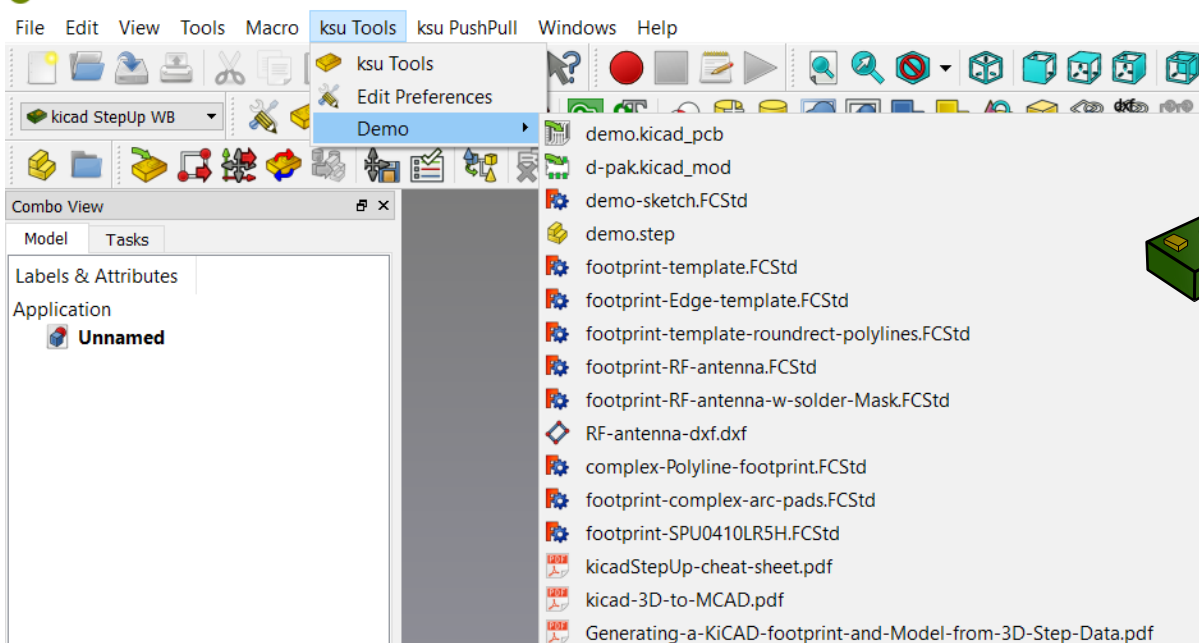 File Edit View Tools Macro ksu Tools ksu PushPull Windows Help
ksu Tools
Edit Preferences
Demo
kicad StepUp WB
demo.kicad_pcb
d-pak.kicad_mod
demo-sketch.FCStd
demo.step
footprint-template.FCStd
footprint-Edge-template.FCStd
footprint-template-roundrect-polylines.FCStd
footprint-RF-antenna.FCStd
footprint-RF-antenna-w-solder-Mask.FCStd
RF-antenna-dxf.dxf
complex-Polyline-footprint.FCStd
footprint-complex-arc-pads.FCStd
footprint-SPU0410LR5H.FCStd
kicadStepUp-cheat-sheet.pdf
kicad-3D-to-MCAD.pdf
Generating-a-KiCAD-footprint-and-Model-from-3D-Step-Data.pdf
Combo View
Model Tasks
Labels & Attributes
Application
Unnamed